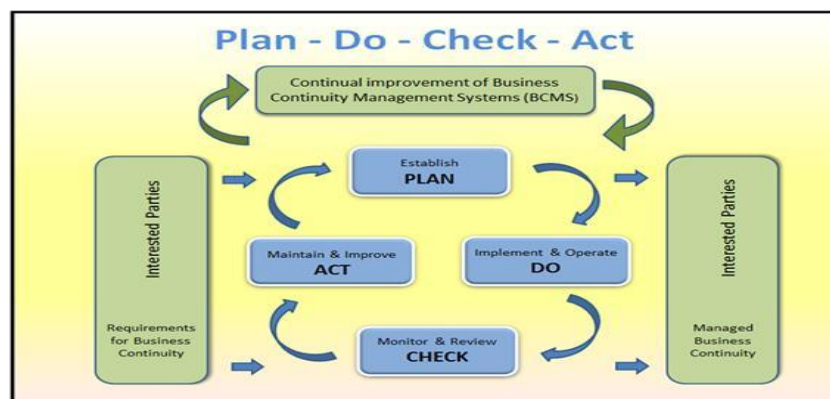 Plan - Do - Check - Act
Continual improvement of Business
Continuity Management Systems (BCMS)
Interested Parties
Requirements
for Business
Continuity
Establish
PLAN
Maintain & Improve
ACT
Implement & Operate
DO
Monitor & Review
CHECK
Interested Parties
Managed
Business
Continuity